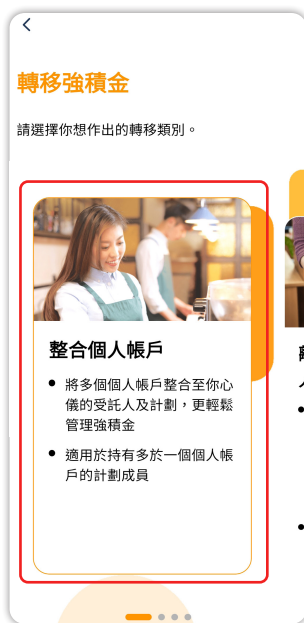 轉移強積金
請選擇你想作出的轉移類別。
整合個人帳戶
• 將多個個人帳戶整合至你心
儀的受託人及計劃，更輕鬆
管理強積金
• 適用於持有多於一個個人帳
戶的計劃成員